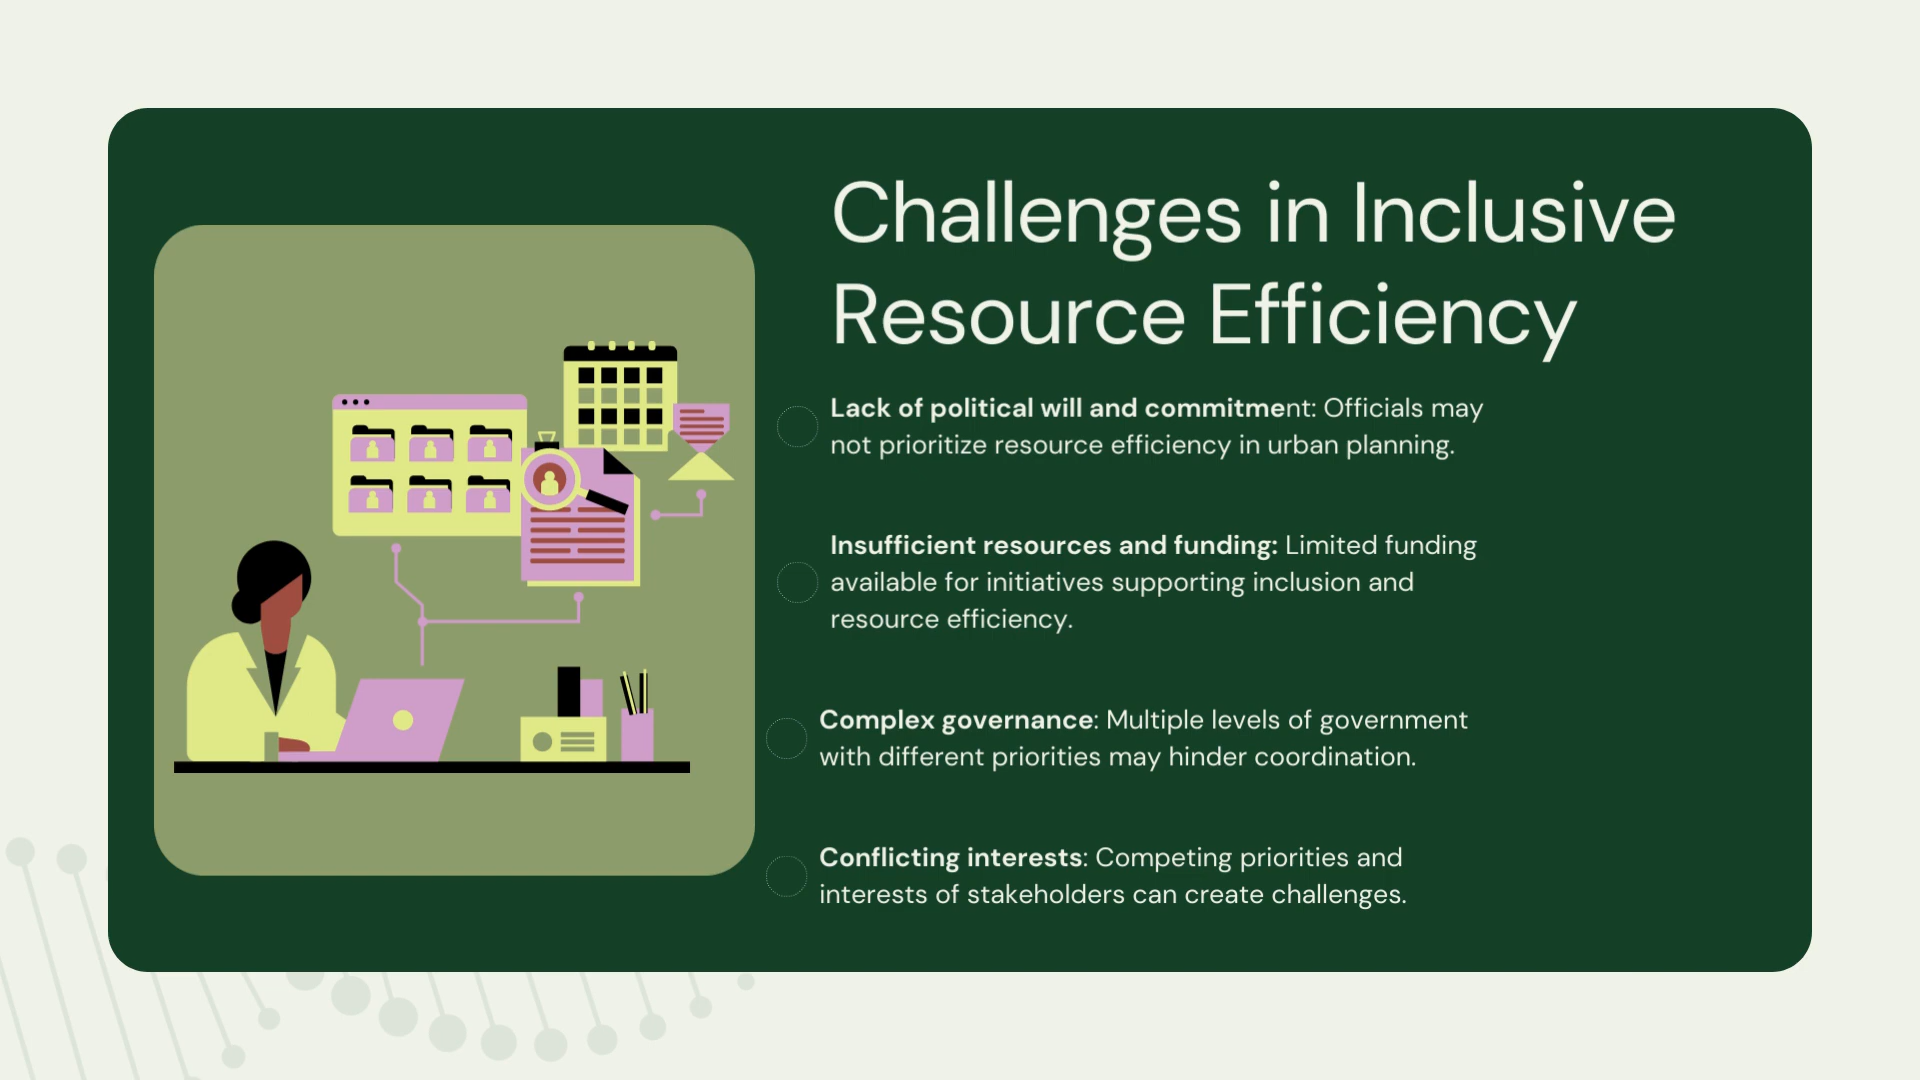 Challenges in Inclusive
Resource Efficiency
Lack of political will and commitment: Officials may
not prioritize resource efficiency in urban planning.
Insufficient resources and funding: Limited funding
available for initiatives supporting inclusion and
resource efficiency.
Complex governance: Multiple levels of government
with different priorities may hinder coordination.
Conflicting interests: Competing priorities and
interests of stakeholders can create challenges.